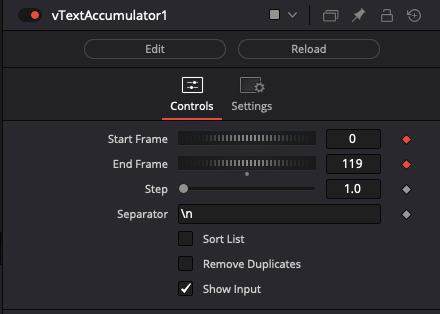 vTextAccumulator1
Edit Reload
Controls Settings
Start Frame 0
End Frame 119
Step 1.0
Separator \n
Sort List
Remove Duplicates
Show Input